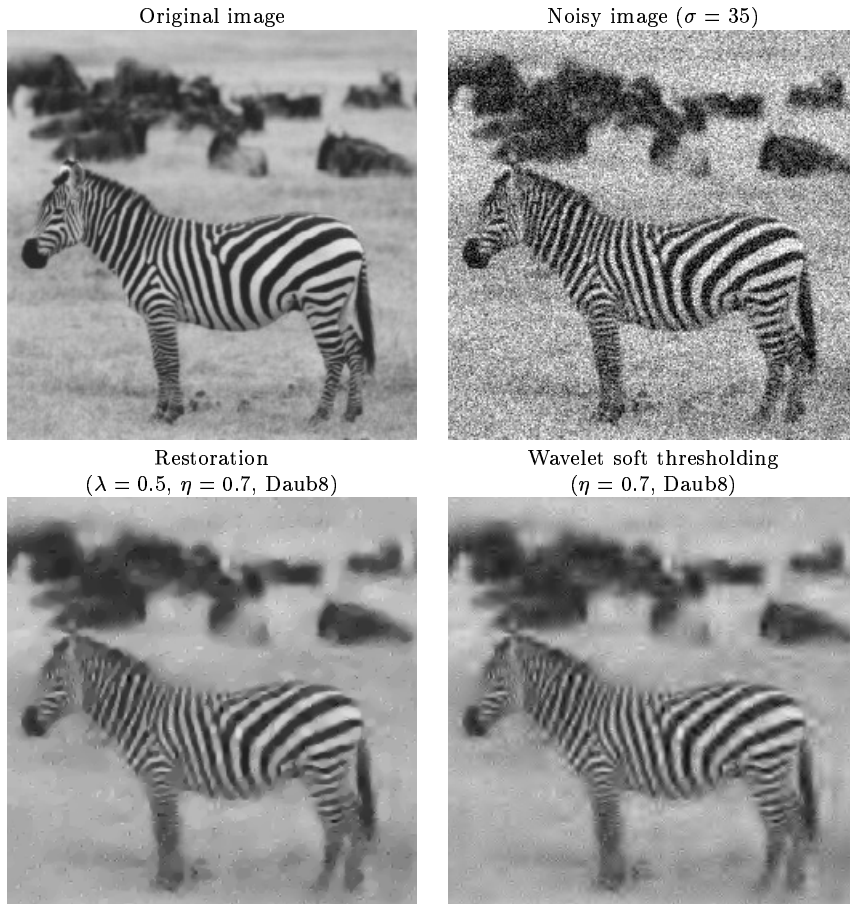 Original image
Noisy image (σ = 35)
Restoration
(λ = 0.5, η = 0.7, Daub8)
Wavelet soft thresholding
(η = 0.7, Daub8)